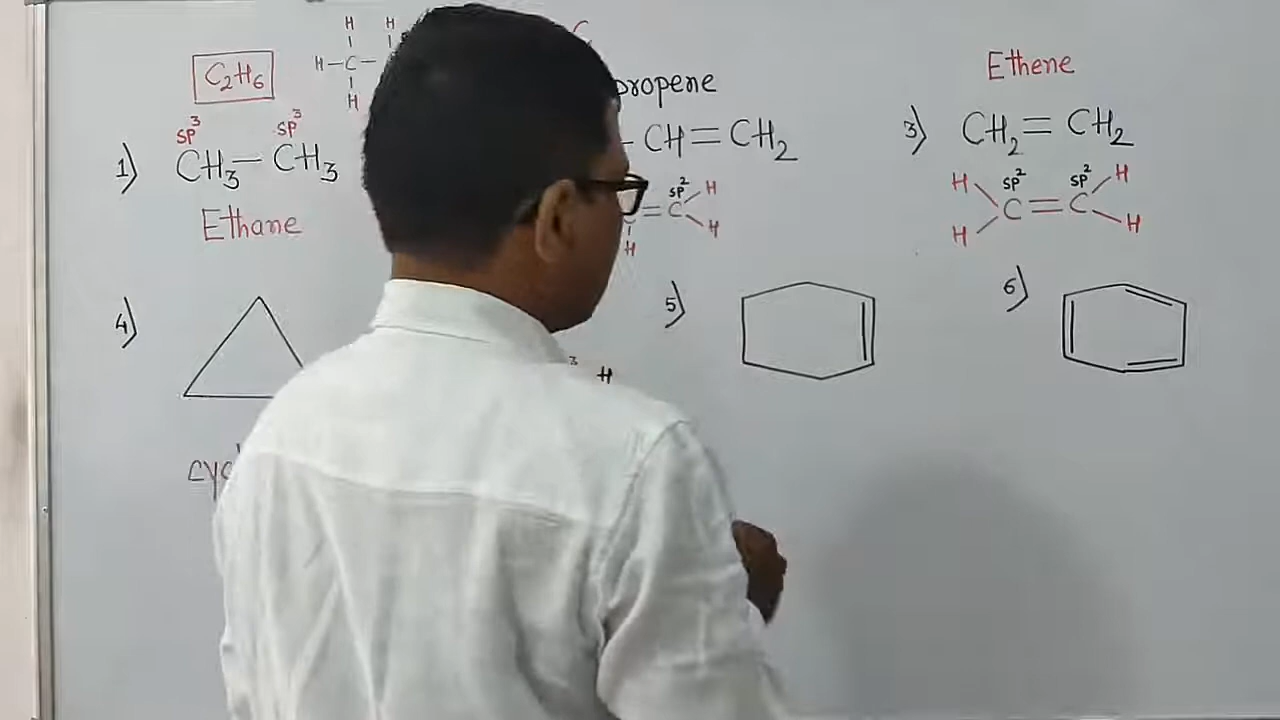 C₂H₆
H H
H-C-
H
sp³ sp³
1) CH₃-CH₃
Ethane
propene
-CH=CH₂
sp² H
=C
H
H
Ethene
3) CH₂=CH₂
H sp² sp² H
C=C
H H
4)
3 H
5)
6)